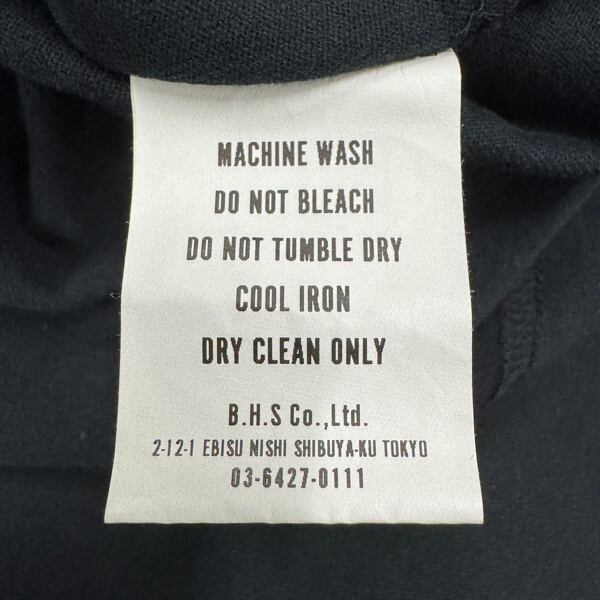 MACHINE WASH
DO NOT BLEACH
DO NOT TUMBLE DRY
COOL IRON
DRY CLEAN ONLY
B.H.S Co.,Ltd.
2-12-1 EBISU NISHI SHIBUYA-KU TOKYO
03-6427-0111